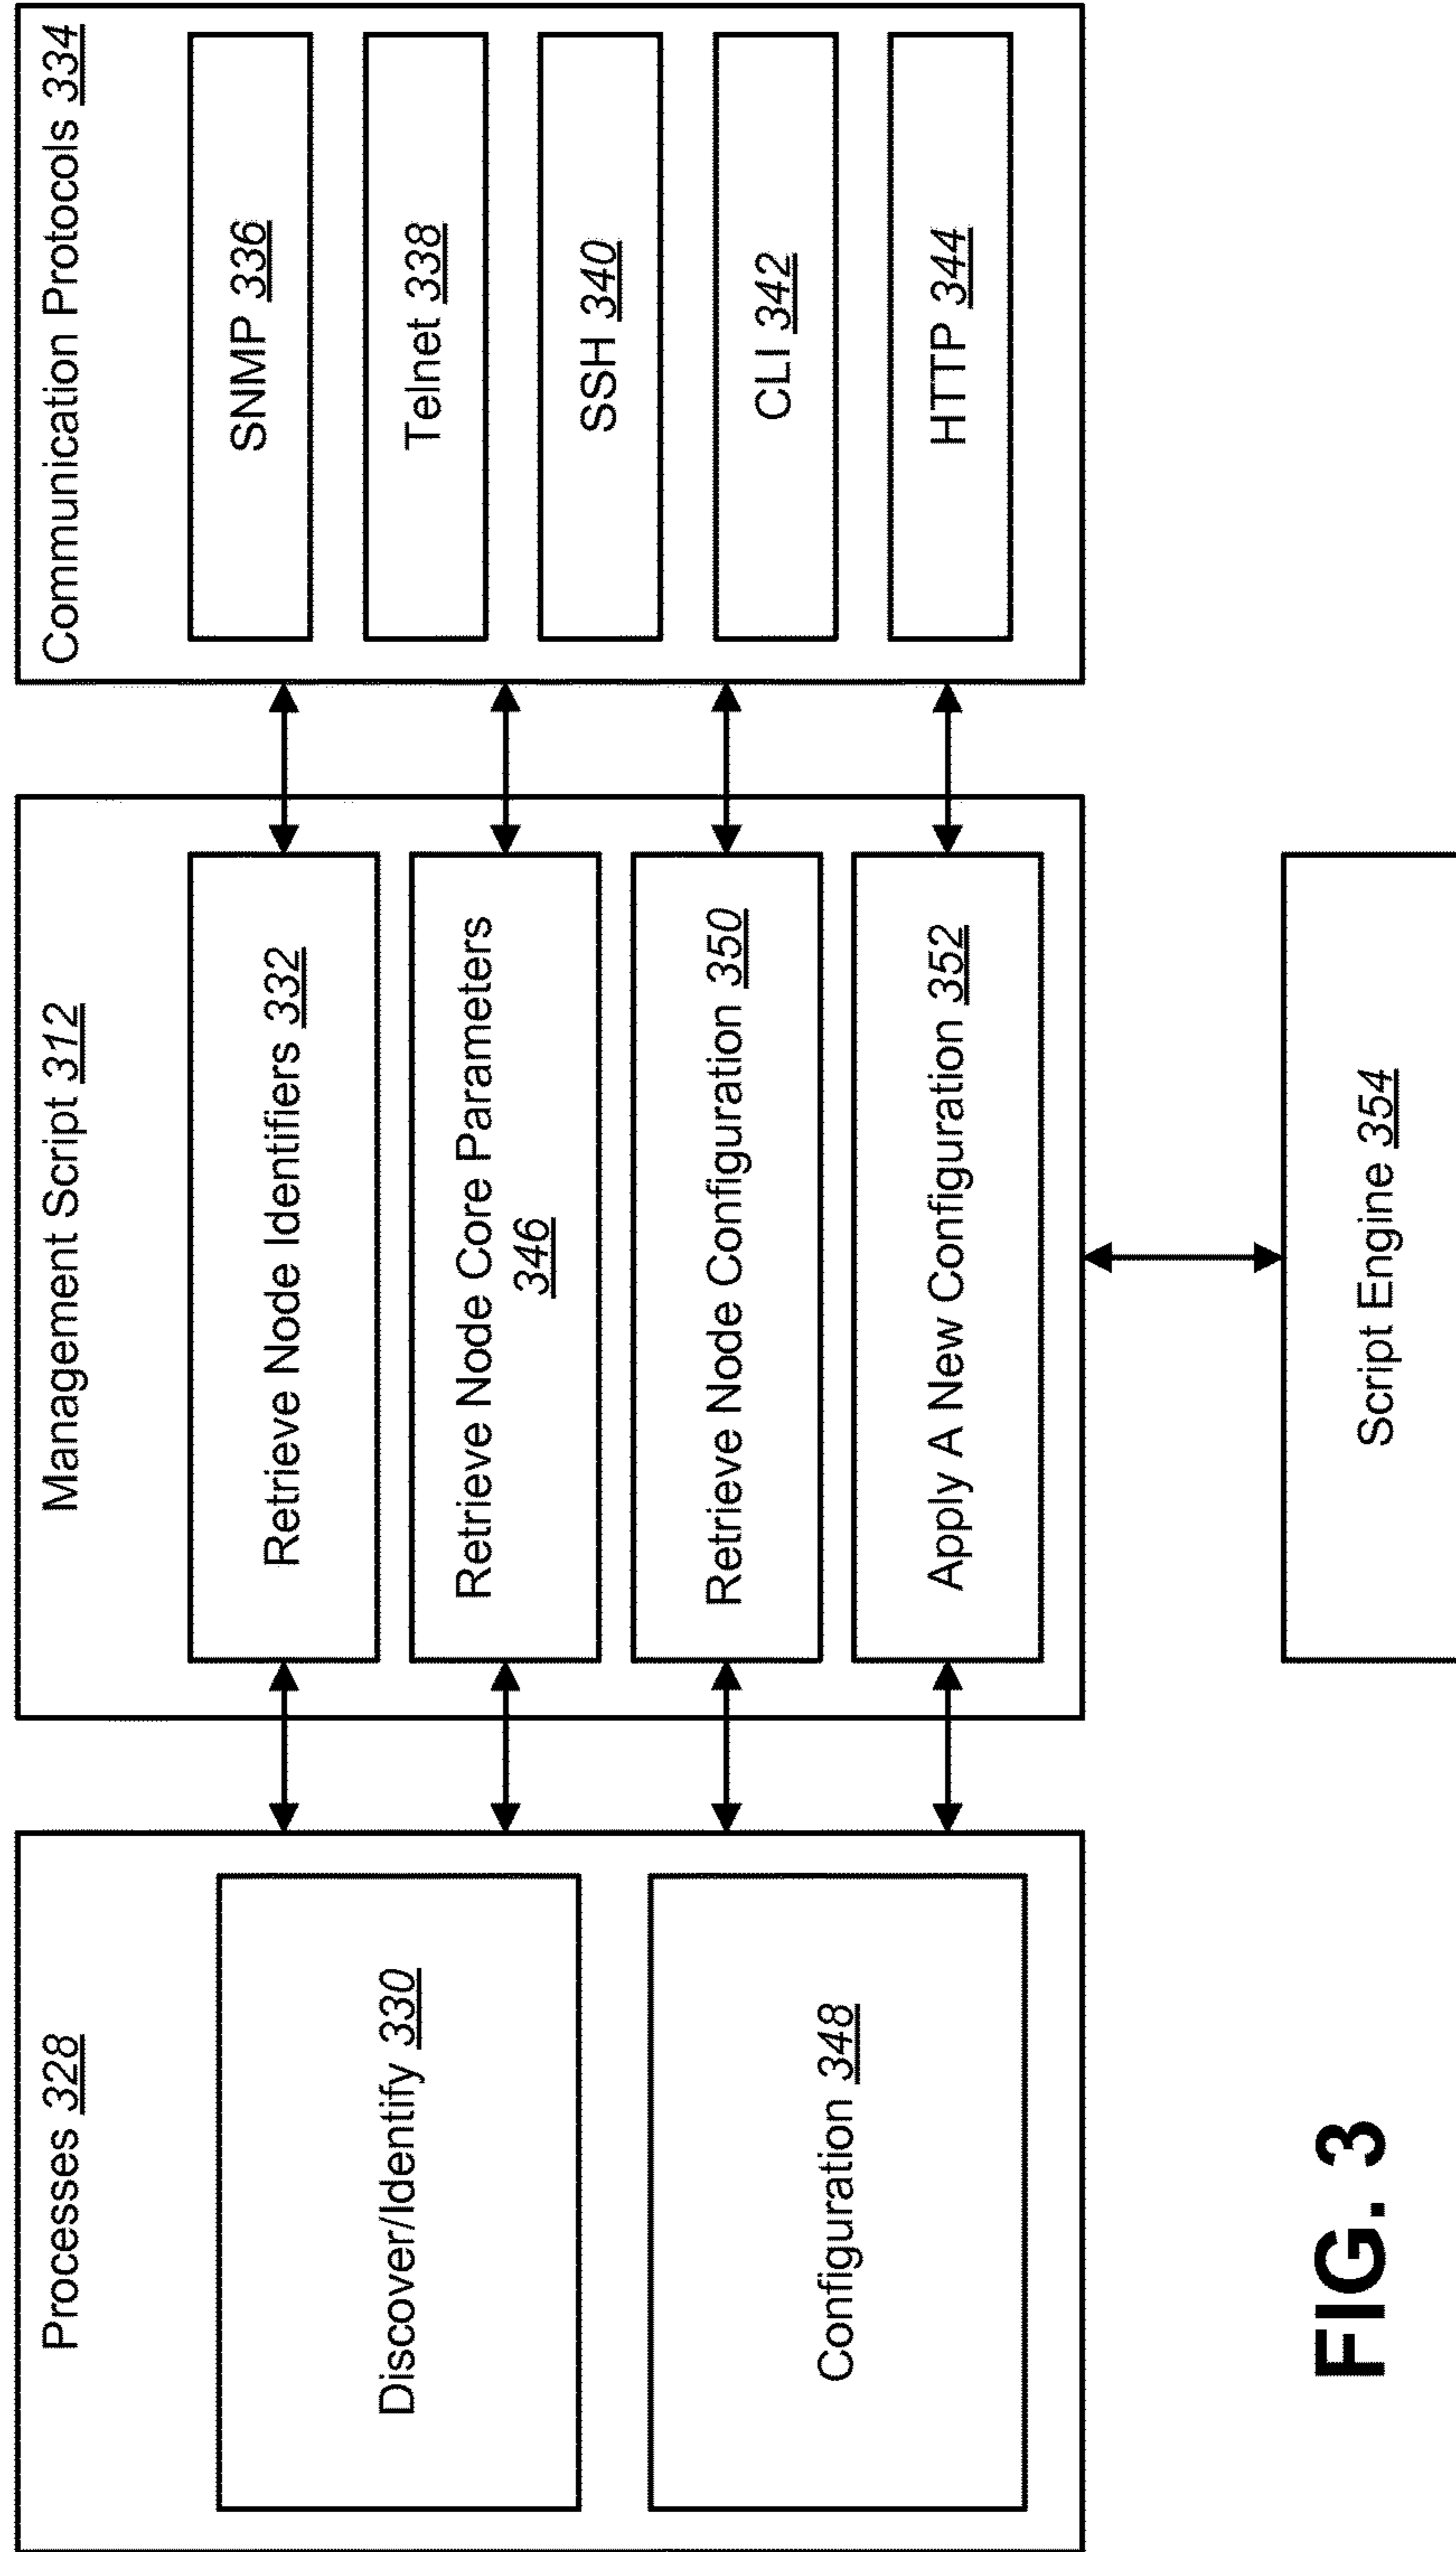 Processes 328
Discover/Identify 330
Configuration 348
Management Script 312
Retrieve Node Identifiers 332
Retrieve Node Core Parameters
346
Retrieve Node Configuration 350
Apply A New Configuration 352
Communication Protocols 334
SNMP 336
Telnet 338
SSH 340
CLI 342
HTTP 344
Script Engine 354
FIG. 3